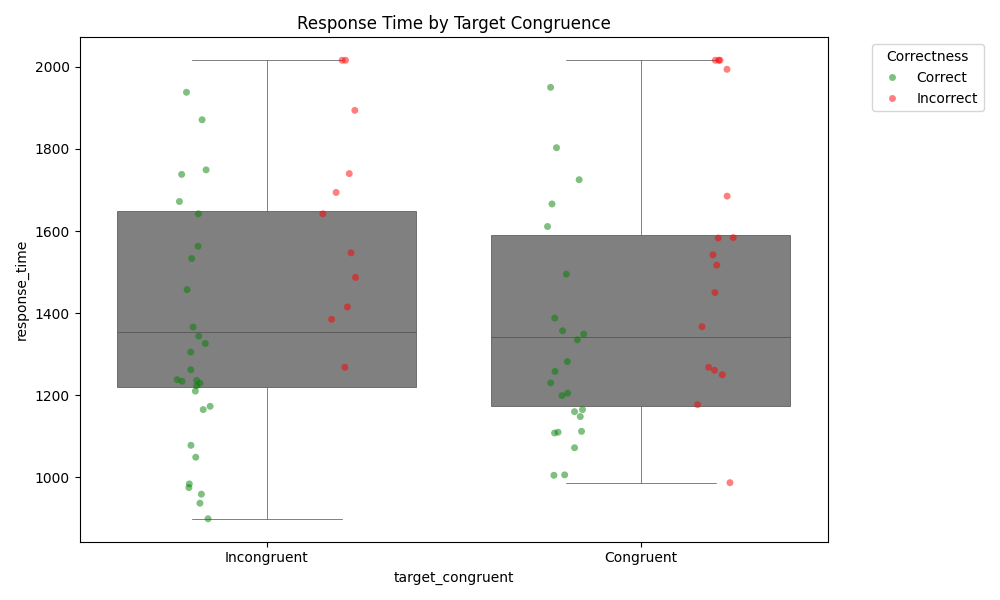 Response Time by Target Congruence
Correctness
Correct
Incorrect
response_time
2000
1800
1600
1400
1200
1000
Incongruent
Congruent
target_congruent